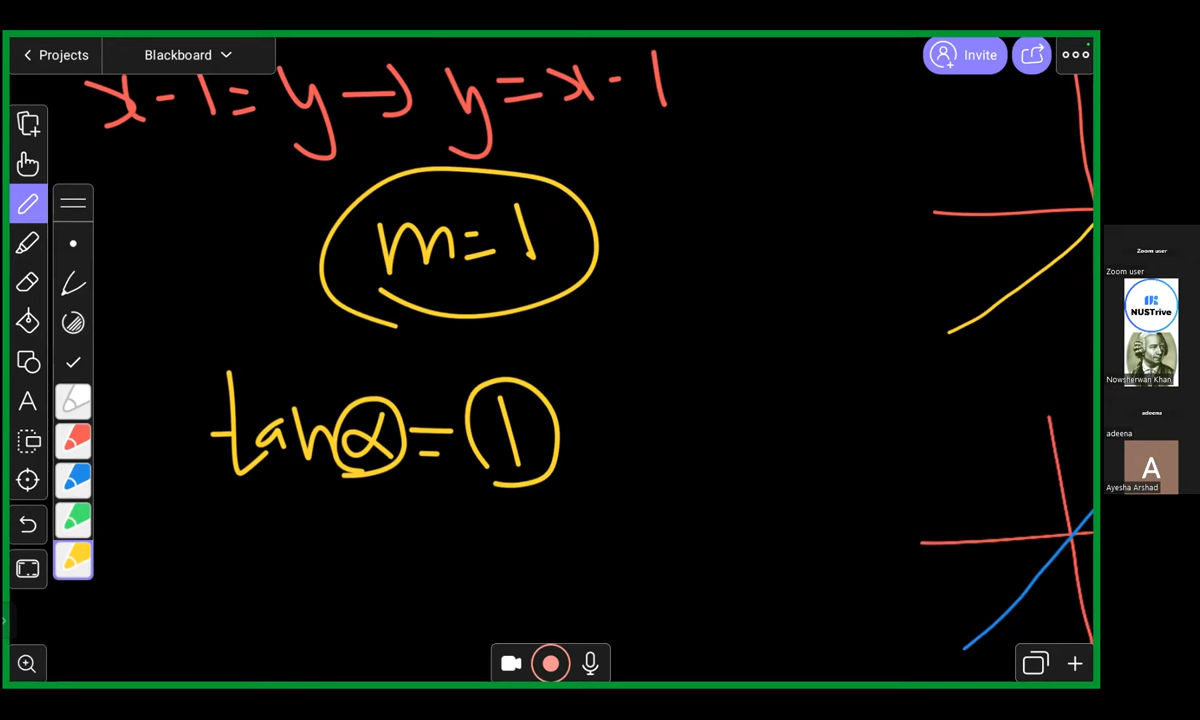 Projects
Blackboard
Invite
x-1=y→ y=x-1
m=1
tanα=1
A
Zoom user
Zoom user
NUSTrive
Nowsherwan Khan
adeena
adeena
A
Ayesha Arshad